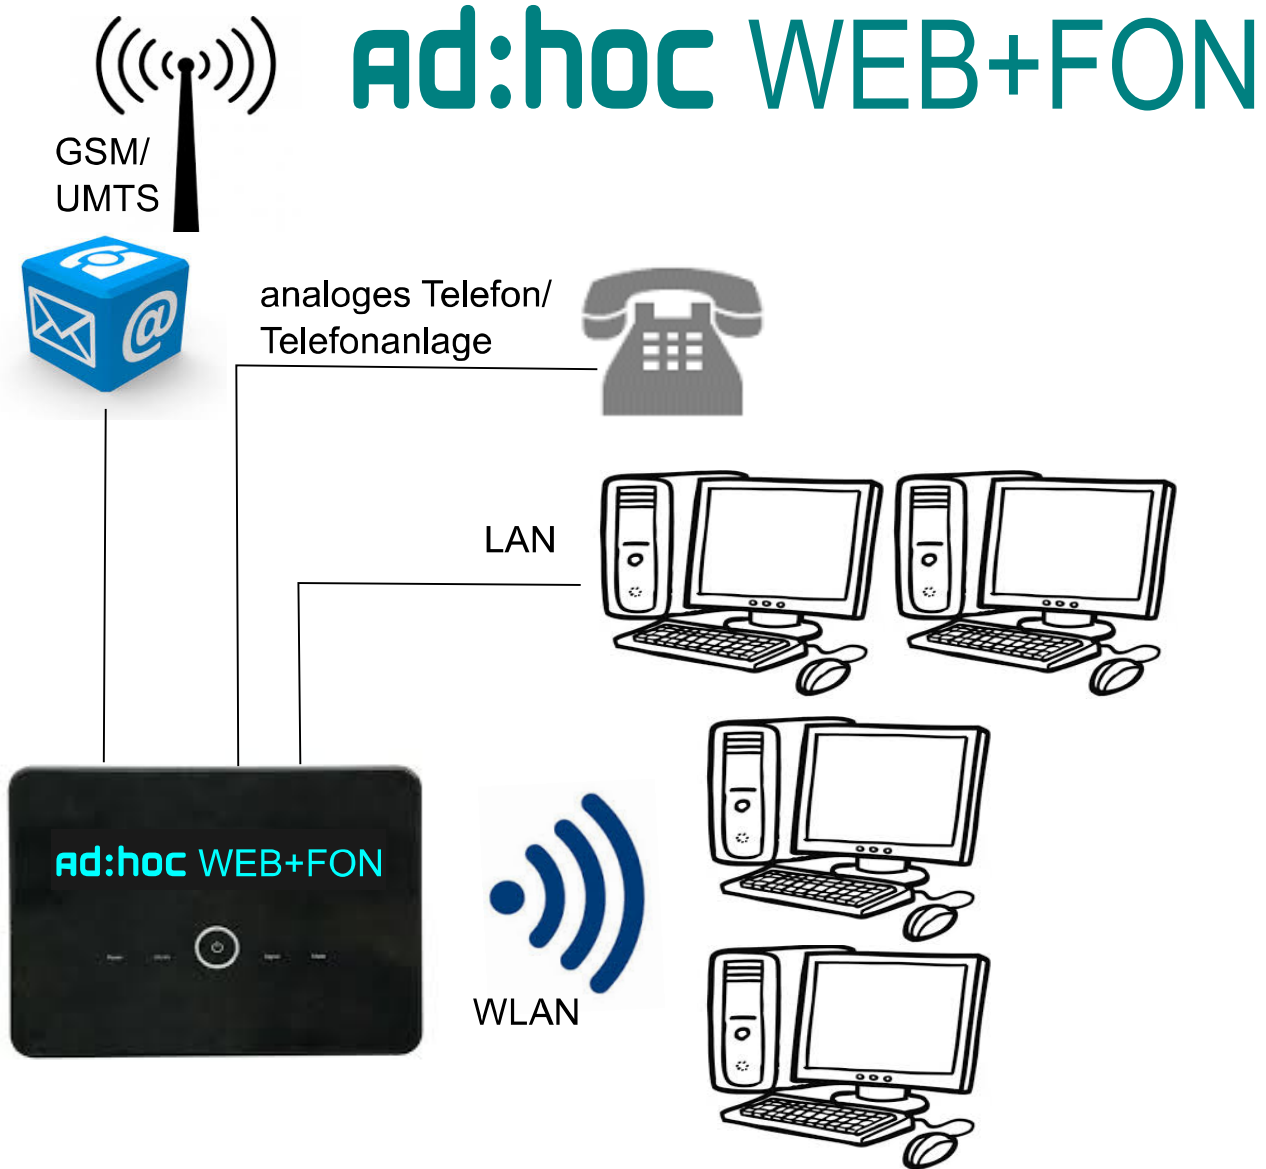 Ad:hoc WEB+FON
GSM/
UMTS
analoges Telefon/
Telefonanlage
LAN
Ad:hoc WEB+FON
WLAN